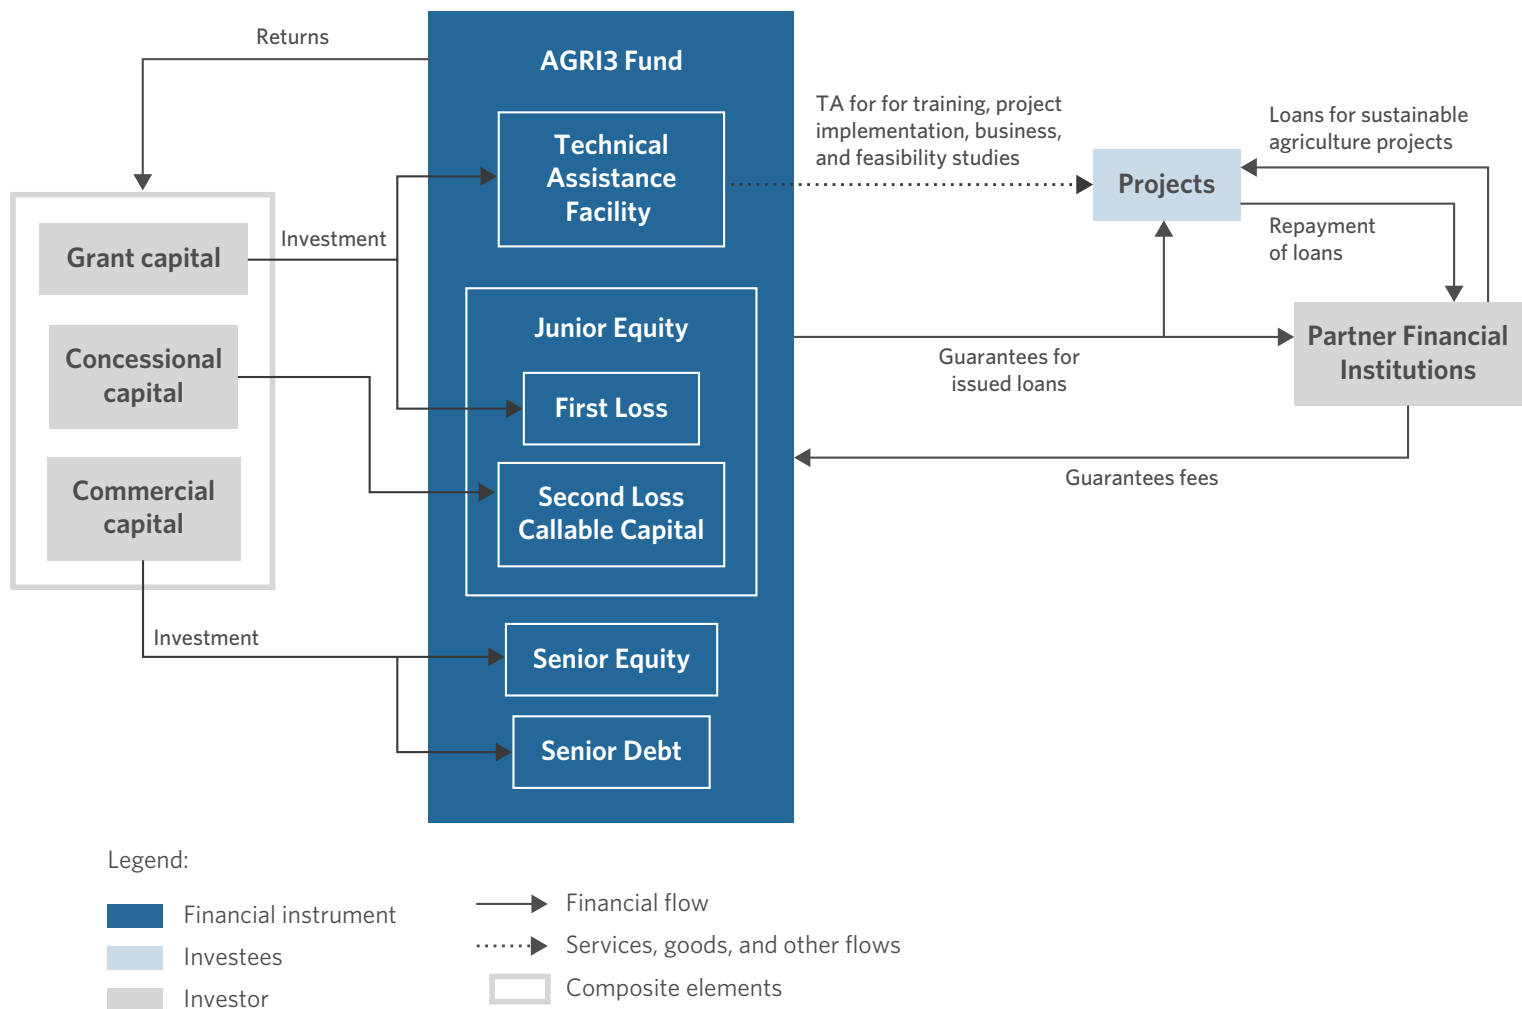 Returns
AGRI3 Fund
Technical
Assistance
Facility
TA for for training, project
implementation, business,
and feasibility studies
Loans for sustainable
agriculture projects
Projects
Repayment
of loans
Grant capital
Investment
Concessional
capital
Commercial
capital
Junior Equity
First Loss
Second Loss
Callable Capital
Guarantees for
issued loans
Partner Financial
Institutions
Guarantees fees
Investment
Senior Equity
Senior Debt
Legend:
Financial instrument
Investees
Investor
Financial flow
Services, goods, and other flows
Composite elements